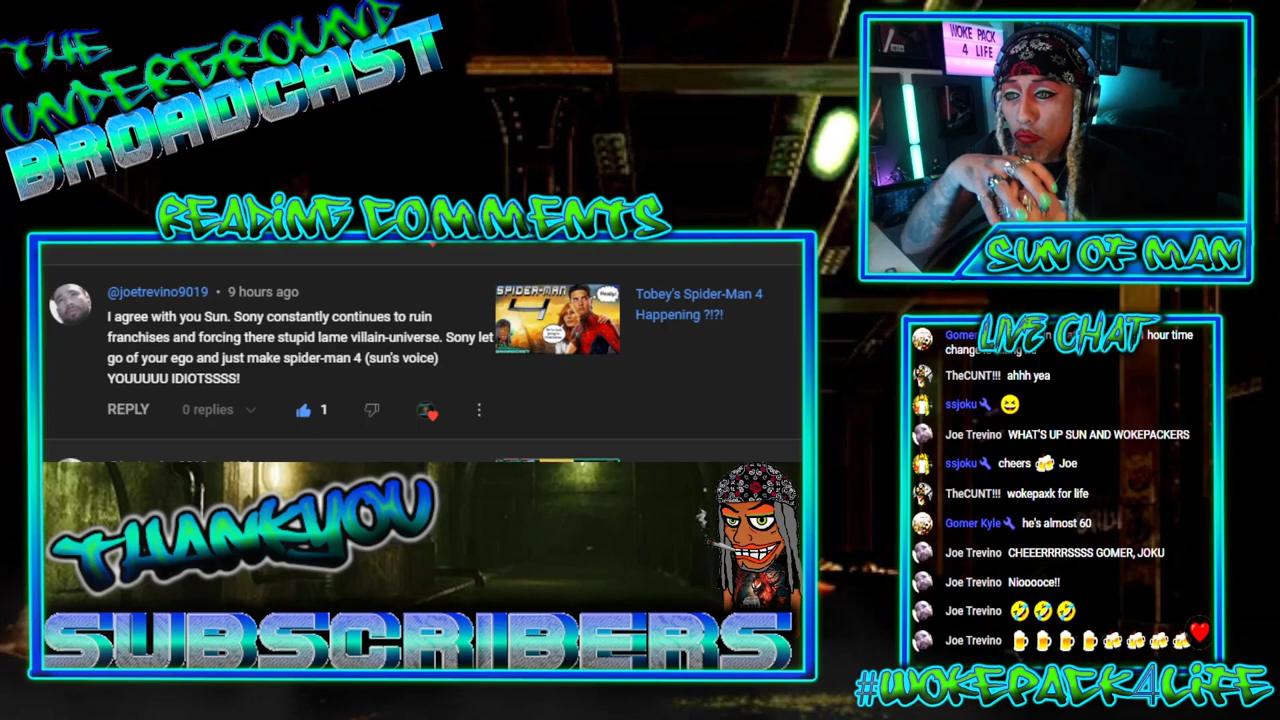 THE
UNDERGROUND
BROADCAST
WOKE PACK
4 LIFE
SUN OF MAN
READING COMMENTS
@joetrevino9019 • 9 hours ago
I agree with you Sun. Sony constantly continues to ruin
franchises and forcing there stupid lame villain-universe. Sony let
go of your ego and just make spider-man 4 (sun's voice)
YOUUUUU IDIOTSSSS!
REPLY 0 replies 1
SPIDER-MAN
4
Tobey's Spider-Man 4
Happening ?!?!
THANKYOU
SUBSCRIBERS
LIVE CHAT
Gomer hour time
chang
TheCUNT!!! ahhh yea
ssjoku 😆
Joe Trevino WHAT'S UP SUN AND WOKEPACKERS
ssjoku cheers 🍻 Joe
TheCUNT!!! wokepaxk for life
Gomer Kyle he's almost 60
Joe Trevino CHEEERRRRSSSS GOMER, JOKU
Joe Trevino Nioooooce!!
Joe Trevino 🤣🤣🤣
Joe Trevino 🍺🍺🍺🍺🍻🍻🍻🍻
#WOKEPACK4LIFE